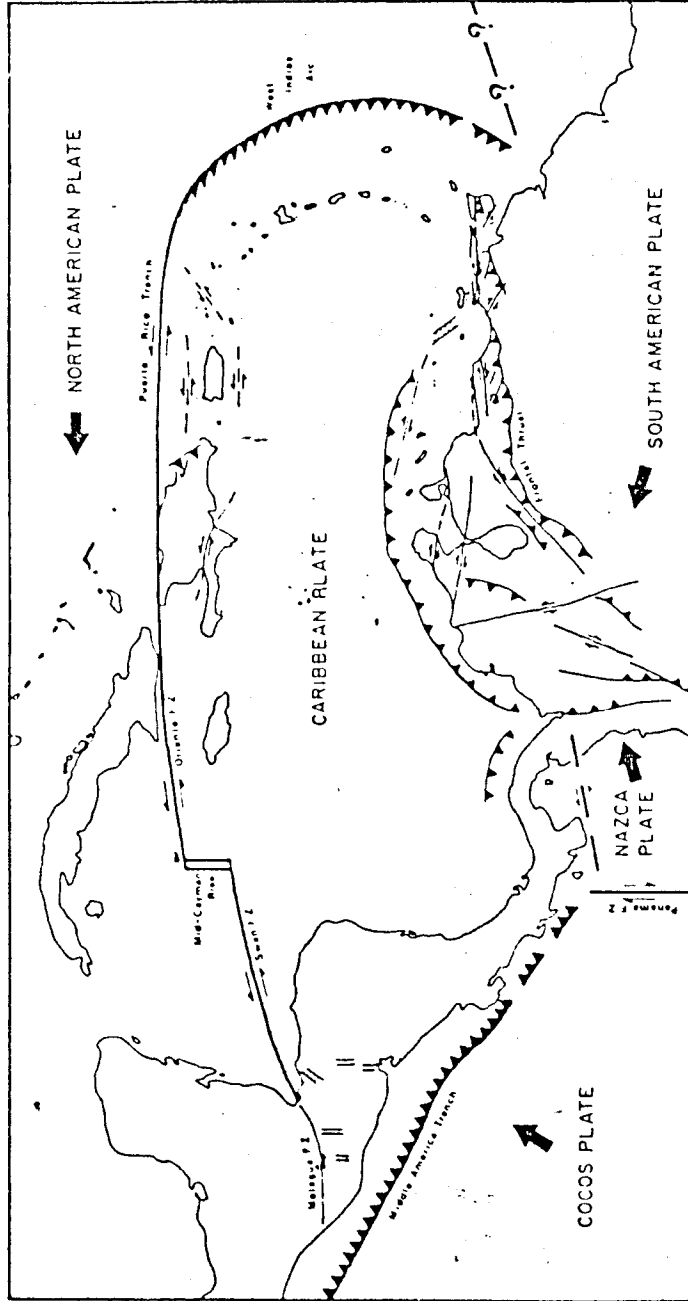 NORTH AMERICAN PLATE
West
Indies
Arc
Puerto Rico Trench
Oriente F Z
Mid-Cayman
Rise
Swan F Z
Motagua F Z
CARIBBEAN PLATE
?
?
Frontal Thrust
SOUTH AMERICAN PLATE
NAZCA
PLATE
Panama F Z
Middle America Trench
COCOS PLATE